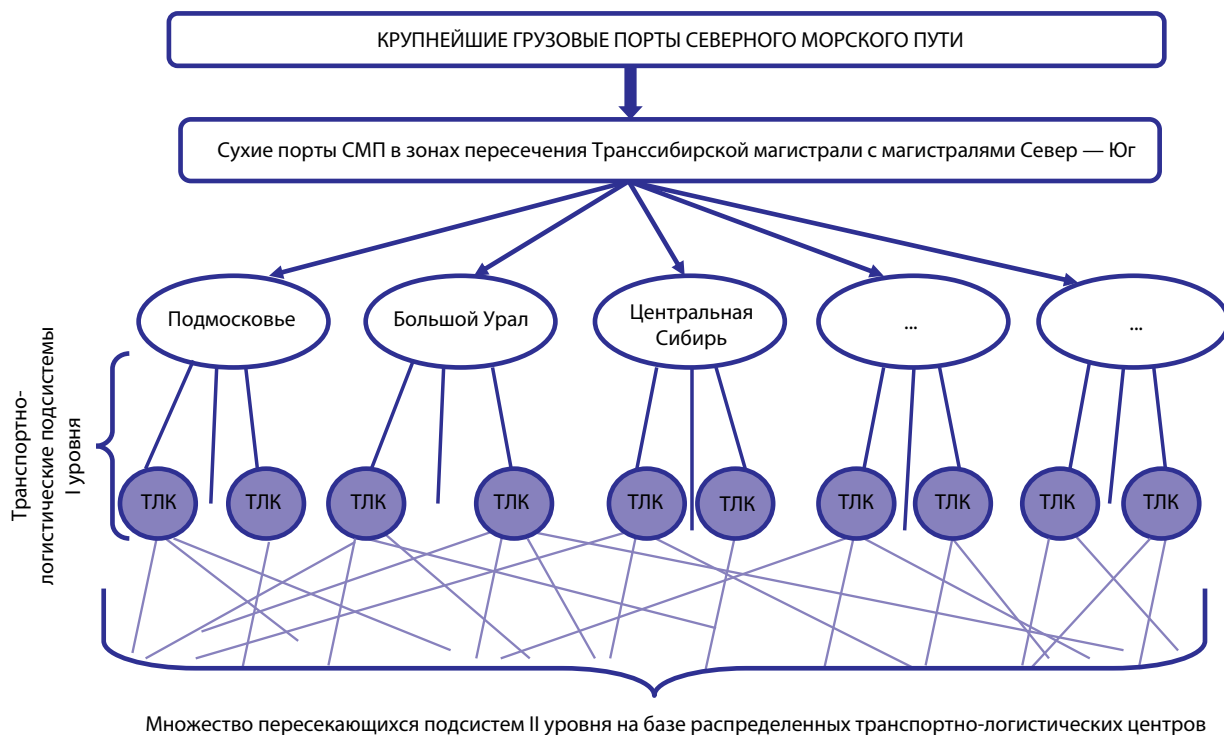 КРУПНЕЙШИЕ ГРУЗОВЫЕ ПОРТЫ СЕВЕРНОГО МОРСКОГО ПУТИ
Сухие порты СМП в зонах пересечения Транссибирской магистрали с магистралями Север — Юг
Подмосковье
Большой Урал
Центральная
Сибирь
...
...
Транспортно-
логистические подсистемы
I уровня
ТЛК
ТЛК
ТЛК
ТЛК
ТЛК
ТЛК
ТЛК
ТЛК
ТЛК
ТЛК
Множество пересекающихся подсистем II уровня на базе распределенных транспортно-логистических центров